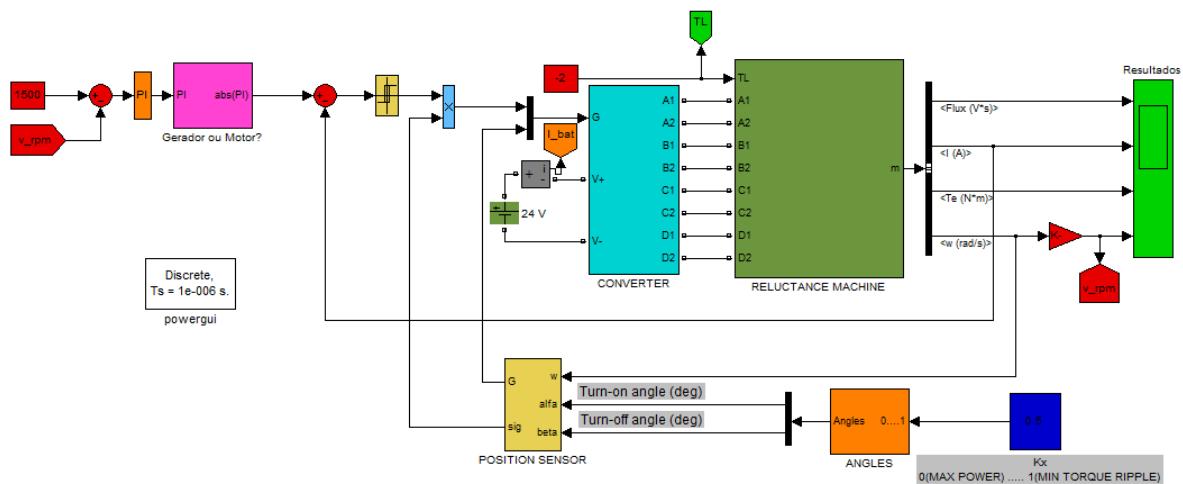 TL
1500
+_
PI
PI
abs(PI)
Gerador ou Motor?
v_rpm
+_
X
-2
I_bat
+
i
-
24 V
G
V+
V-
A1
A2
B1
B2
C1
C2
D1
D2
CONVERTER
TL
A1
A2
B1
B2
C1
C2
D1
D2
m
RELUCTANCE MACHINE
Resultados
<Flux (V*s)>
<I (A)>
<Te (N*m)>
<w (rad/s)>
K-
v_rpm
Discrete,
Ts = 1e-006 s.
powergui
G
sig
w
alfa
beta
POSITION SENSOR
Turn-on angle (deg)
Turn-off angle (deg)
Angles
0....1
ANGLES
0.5
Kx
0(MAX POWER) ..... 1(MIN TORQUE RIPPLE)